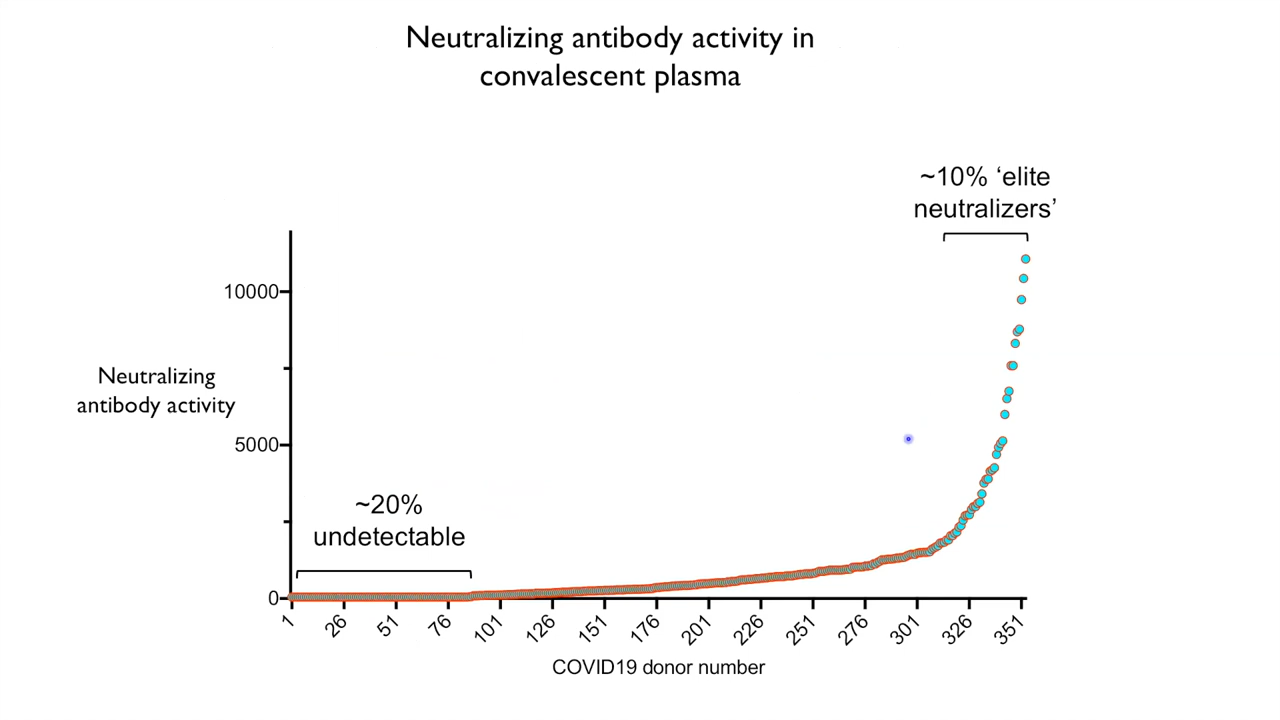 Neutralizing antibody activity in
convalescent plasma
~10% ‘elite
neutralizers’
10000
Neutralizing
antibody activity
5000
~20%
undetectable
0
1 26 51 76 101 126 151 176 201 226 251 276 301 326 351
COVID19 donor number